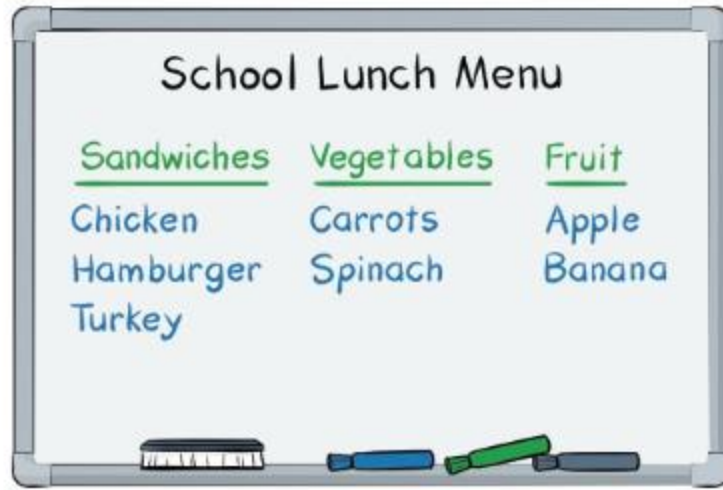 School Lunch Menu
Sandwiches Vegetables Fruit
Chicken Carrots Apple
Hamburger Spinach Banana
Turkey